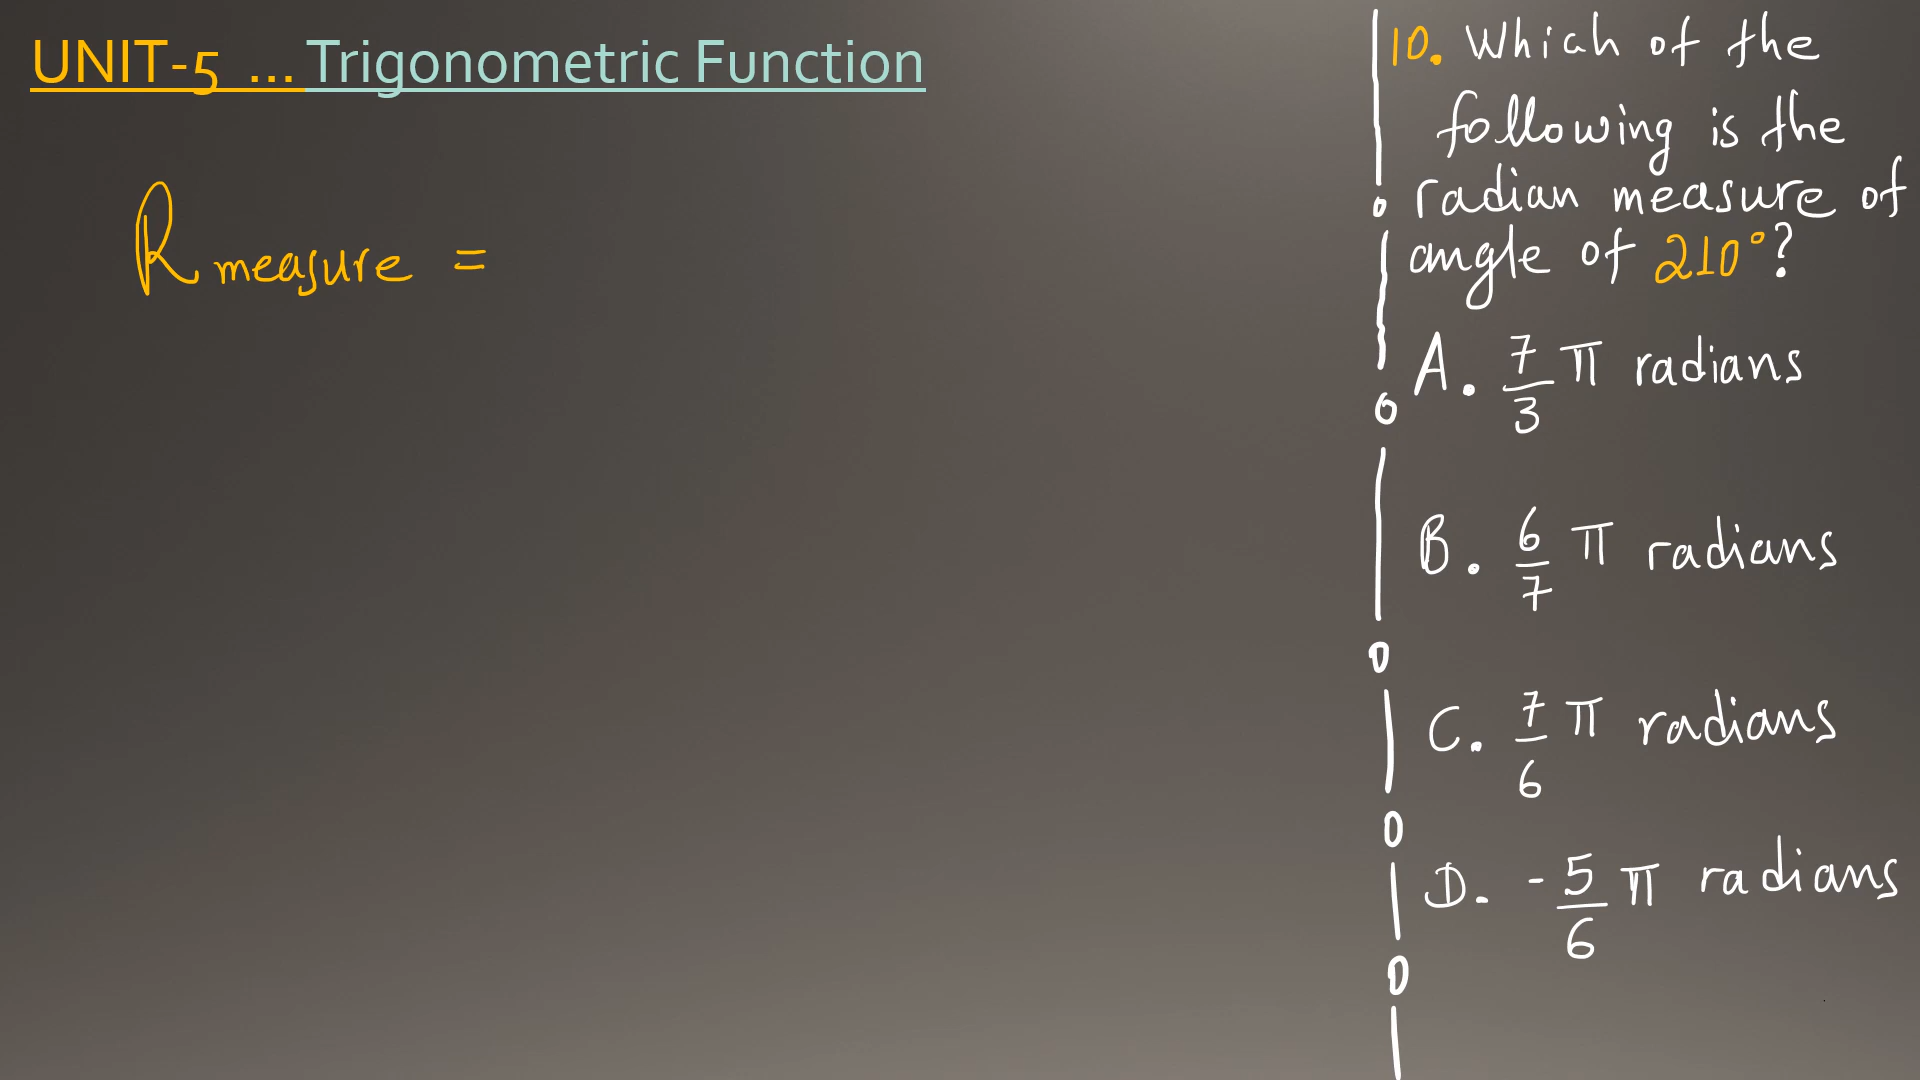 UNIT-5 ... Trigonometric Function
R measure =
10. Which of the
following is the
radian measure of
angle of 210°?
A. 7/3 π radians
B. 6/7 π radians
C. 7/6 π radians
D. -5/6 π radians